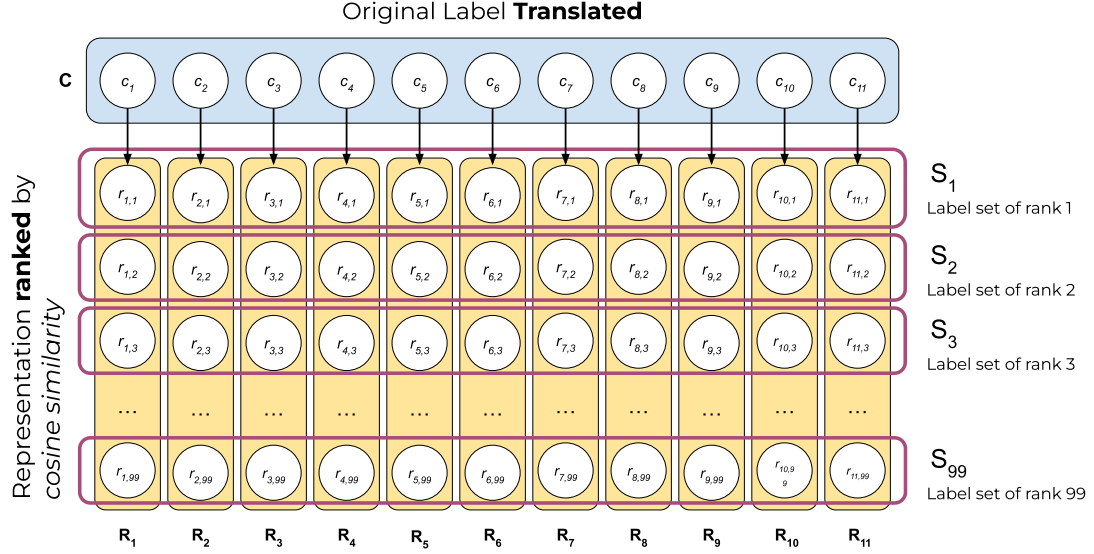 Original Label Translated
C c1 c2 c3 c4 c5 c6 c7 c8 c9 c10 c11
Representation ranked by
cosine similarity
r1,1 r2,1 r3,1 r4,1 r5,1 r6,1 r7,1 r8,1 r9,1 r10,1 r11,1
S1
Label set of rank 1
r1,2 r2,2 r3,2 r4,2 r5,2 r6,2 r7,2 r8,2 r9,2 r10,2 r11,2
S2
Label set of rank 2
r1,3 r2,3 r3,3 r4,3 r5,3 r6,3 r7,3 r8,3 r9,3 r10,3 r11,3
S3
Label set of rank 3
... ... ... ... ... ... ... ... ... ... ...
r1,99 r2,99 r3,99 r4,99 r5,99 r6,99 r7,99 r8,99 r9,99 r10,9
9
r11,99
S99
Label set of rank 99
R1 R2 R3 R4 R5 R6 R7 R8 R9 R10 R11